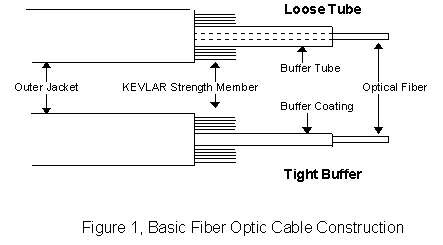 Loose Tube
Buffer Tube
Outer Jacket
KEVLAR Strength Member
Optical Fiber
Buffer Coating
Tight Buffer
Figure 1, Basic Fiber Optic Cable Construction